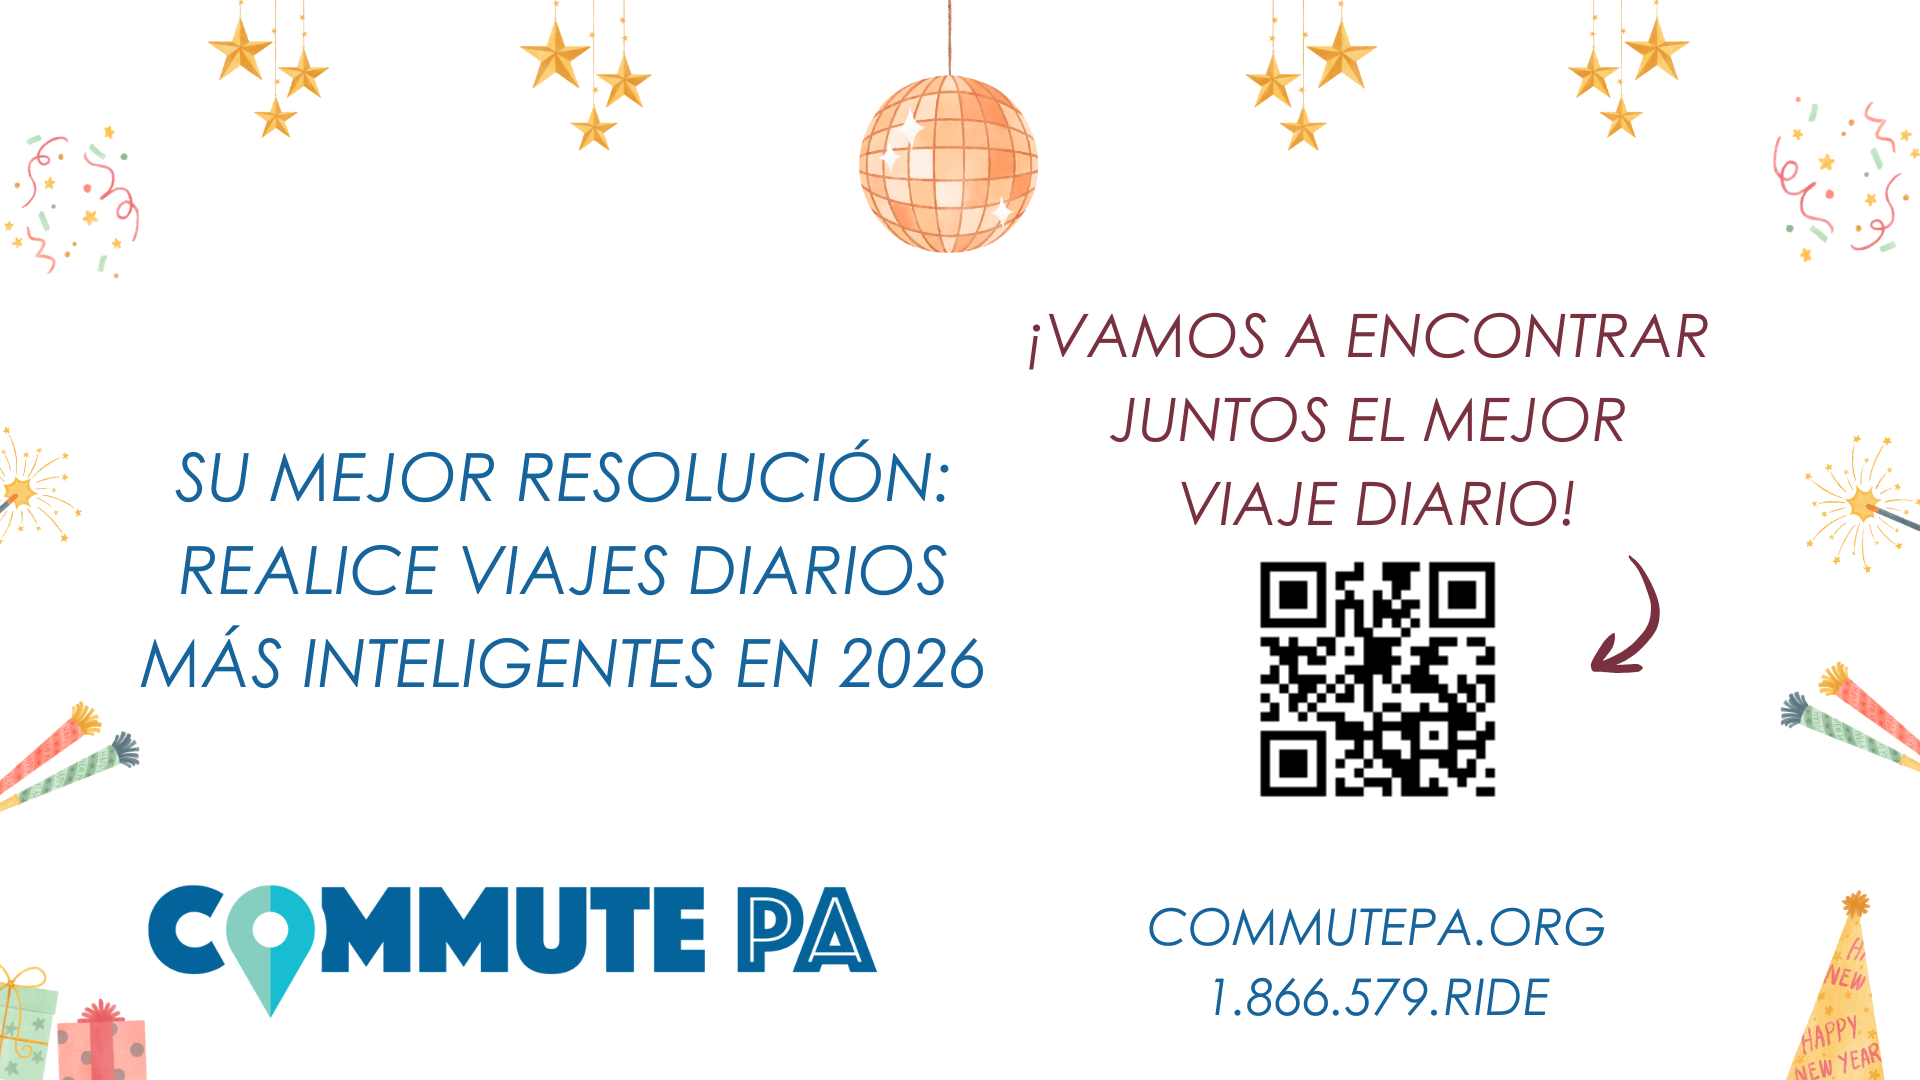 SU MEJOR RESOLUCIÓN:
REALICE VIAJES DIARIOS
MÁS INTELIGENTES EN 2026
¡VAMOS A ENCONTRAR
JUNTOS EL MEJOR
VIAJE DIARIO!
COMMUTE PA
COMMUTEPA.ORG
1.866.579.RIDE
NEW
HAPPY
NEW YEAR